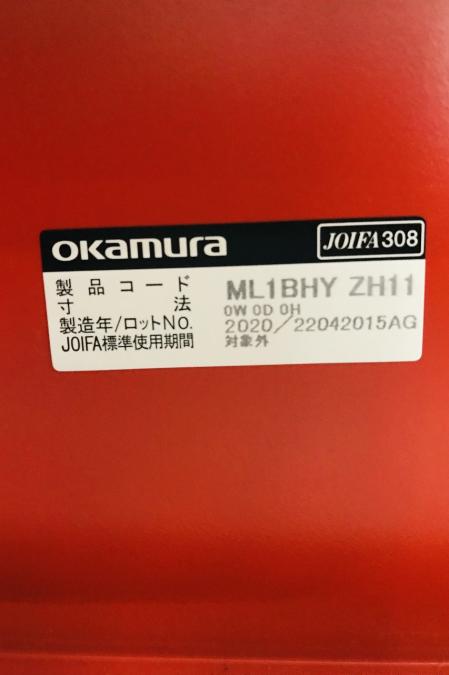 okamura JOIFA308
製品コード ML1BHY ZH11
寸法 0W 0D 0H
製造年/ロットNo. 2020/22042015AG
JOIFA標準使用期間 対象外